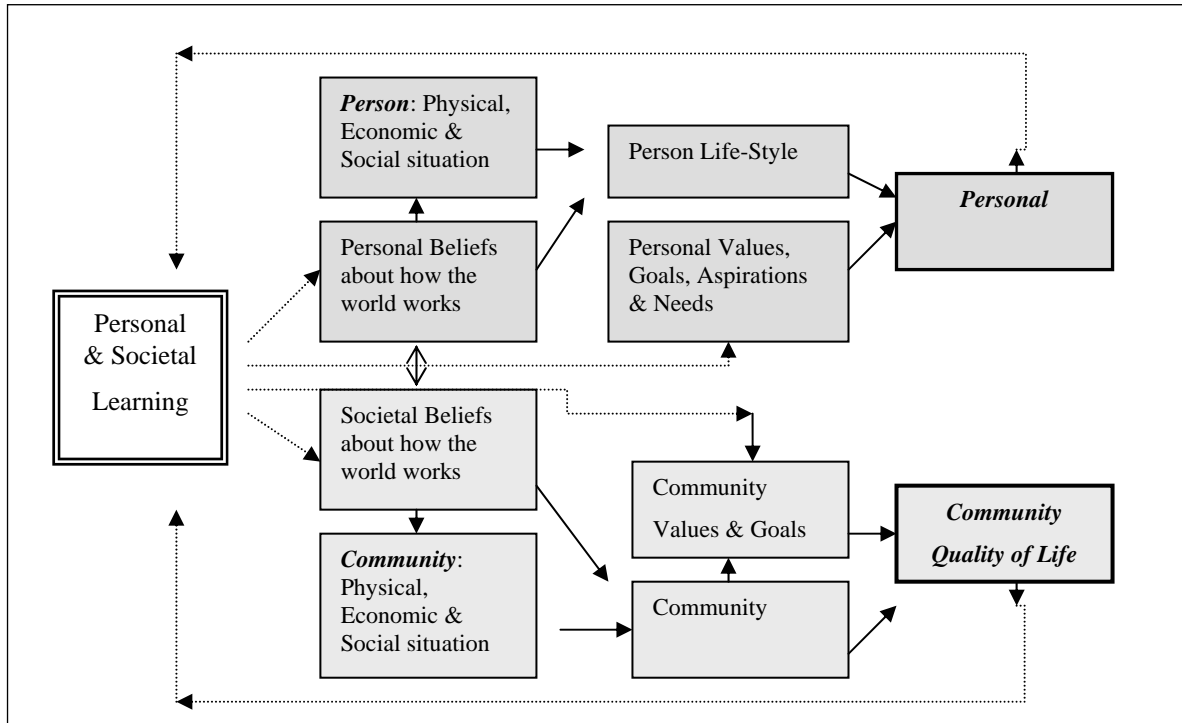 Person: Physical,
Economic &
Social situation
Person Life-Style
Personal
Personal Beliefs
about how the
world works
Personal Values,
Goals, Aspirations
& Needs
Personal
& Societal
Learning
Societal Beliefs
about how the
world works
Community
Values & Goals
Community
Quality of Life
Community:
Physical,
Economic &
Social situation
Community